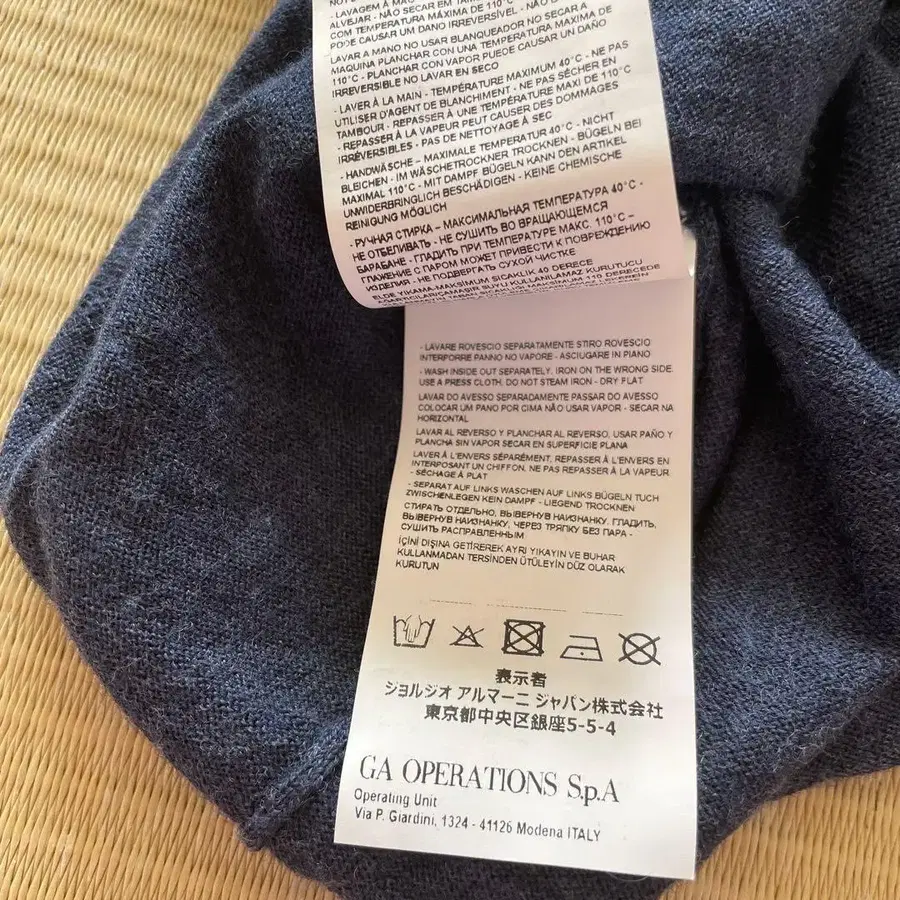 - LAVAGEM À
ALVEJAR - NÃO SECAR EM
COM TEMPERATURA MÁXIMA DE 110°C
PODE CAUSAR UM DANO IRREVERSÍVEL - NÃO
LAVAR A MANO NO USAR BLANQUEADOR NO SECAR A
MAQUINA PLANCHAR CON UNA TEMPERATURA MAXIMA DE
110°C - PLANCHAR CON VAPOR PUEDE CAUSAR UN DAÑO
IRREVERSIBLE NO LAVAR EN SECO
- LAVER À LA MAIN - TEMPÉRATURE MAXIMUM 40°C - NE PAS
UTILISER D'AGENT DE BLANCHIMENT - NE PAS SÉCHER EN
TAMBOUR - REPASSER À UNE TEMPÉRATURE MAXI DE 110°C
- REPASSER À LA VAPEUR PEUT CAUSER DES DOMMAGES
IRRÉVERSIBLES - PAS DE NETTOYAGE À SEC
- HANDWÄSCHE – MAXIMALE TEMPERATUR 40°C - NICHT
BLEICHEN - IM WÄSCHETROCKNER TROCKNEN - BÜGELN BEI
MAXIMAL 110°C - MIT DAMPF BÜGELN KANN DEN ARTIKEL
UNWIDERBRINGLICH BESCHÄDIGEN - KEINE CHEMISCHE
REINIGUNG MÖGLICH
- РУЧНАЯ СТИРКА – МАКСИМАЛЬНАЯ ТЕМПЕРАТУРА 40°C -
НЕ ОТБЕЛИВАТЬ - НЕ СУШИТЬ ВО ВРАЩАЮЩЕМСЯ
БАРАБАНЕ - ГЛАДИТЬ ПРИ ТЕМПЕРАТУРЕ МАКС. 110°C –
ГЛАЖЕНИЕ С ПАРОМ МОЖЕТ ПРИВЕСТИ К ПОВРЕЖДЕНИЮ
ИЗДЕЛИЯ - НЕ ПОДВЕРГАТЬ СУХОЙ ЧИСТКЕ
ELDE YIKAMA-MAKSİMUM SICAKLIK 40 DERECE
- LAVARE ROVESCIO SEPARATAMENTE STIRO ROVESCIO
INTERPORRE PANNO NO VAPORE - ASCIUGARE IN PIANO
- WASH INSIDE OUT SEPARATELY. IRON ON THE WRONG SIDE.
USE A PRESS CLOTH. DO NOT STEAM IRON - DRY FLAT
LAVAR DO AVESSO SEPARADAMENTE PASSAR DO AVESSO
COLOCAR UM PANO POR CIMA NÃO USAR VAPOR - SECAR NA
HORIZONTAL
LAVAR AL REVERSO Y PLANCHAR AL REVERSO, USAR PAÑO Y
PLANCHA SIN VAPOR SECAR EN SUPERFICIE PLANA
LAVER À L'ENVERS SÉPARÉMENT, REPASSER À L'ENVERS EN
INTERPOSANT UN CHIFFON. NE PAS REPASSER À LA VAPEUR.
- SÉCHAGE À PLAT
- SEPARAT AUF LINKS WASCHEN AUF LINKS BÜGELN TUCH
ZWISCHENLEGEN KEIN DAMPF - LIEGEND TROCKNEN
СТИРАТЬ ОТДЕЛЬНО, ВЫВЕРНУВ НАИЗНАНКУ. ГЛАДИТЬ,
ВЫВЕРНУВ НАИЗНАНКУ, ЧЕРЕЗ ТРЯПКУ БЕЗ ПАРА -
СУШИТЬ РАСПРАВЛЕННЫМ
İÇİNİ DIŞINA GETİREREK AYRI YIKAYIN VE BUHAR
KULLANMADAN TERSİNDEN ÜTÜLEYİN DÜZ OLARAK
KURUTUN
表示者
ジョルジオ アルマーニ ジャパン株式会社
東京都中央区銀座5-5-4
GA OPERATIONS S.p.A
Operating Unit
Via P. Giardini, 1324 - 41126 Modena ITALY